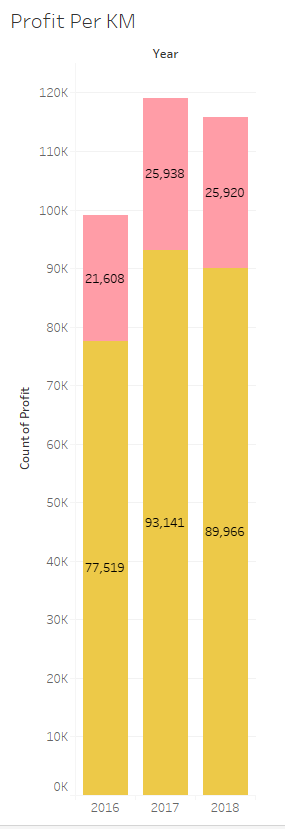 Profit Per KM
Year
120K
110K
100K
90K
80K
70K
60K
50K
40K
30K
20K
10K
0K
Count of Profit
25,938
25,920
21,608
93,141
89,966
77,519
2016 2017 2018